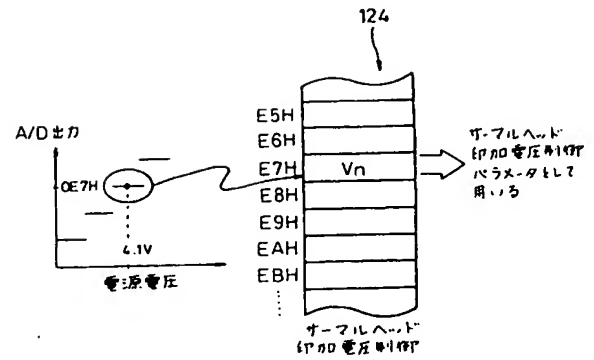 124
A/D出力
0E7H
4.1V
電源電圧
E5H
E6H
E7H
E8H
E9H
EAH
EBH
Vn
サーマルヘッド
印加電圧制御
パラメータとして
用いる
サーマルヘッド
印加電圧制御